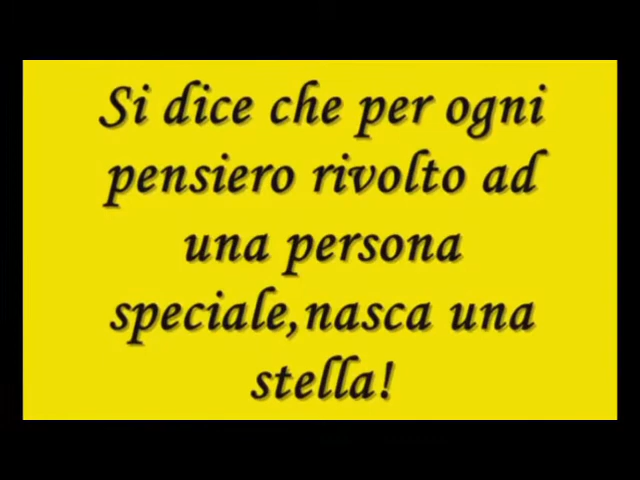 Si dice che per ogni
pensiero rivolto ad
una persona
speciale,nasca una
stella!